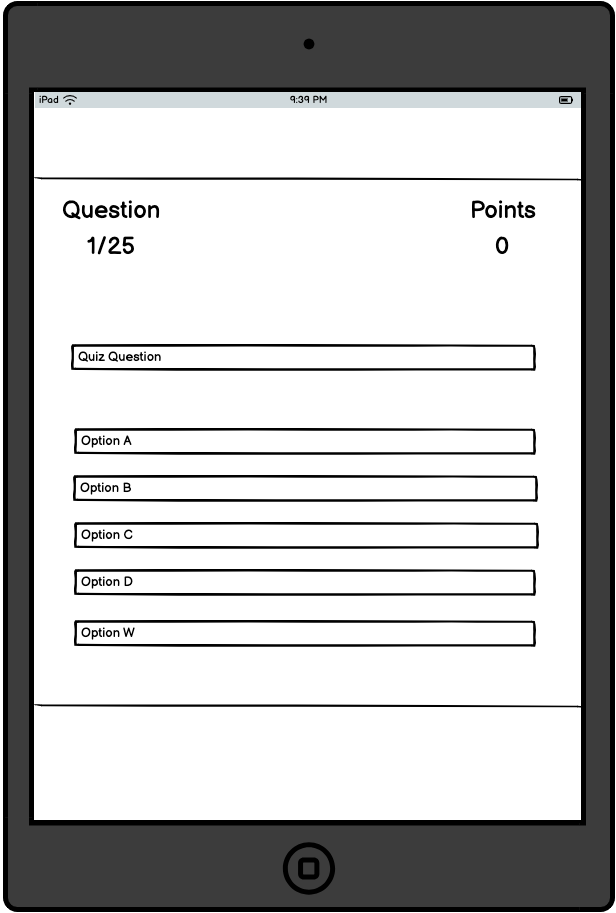 iPad 9:39 PM
Question Points
1/25 0
Quiz Question
Option A
Option B
Option C
Option D
Option W